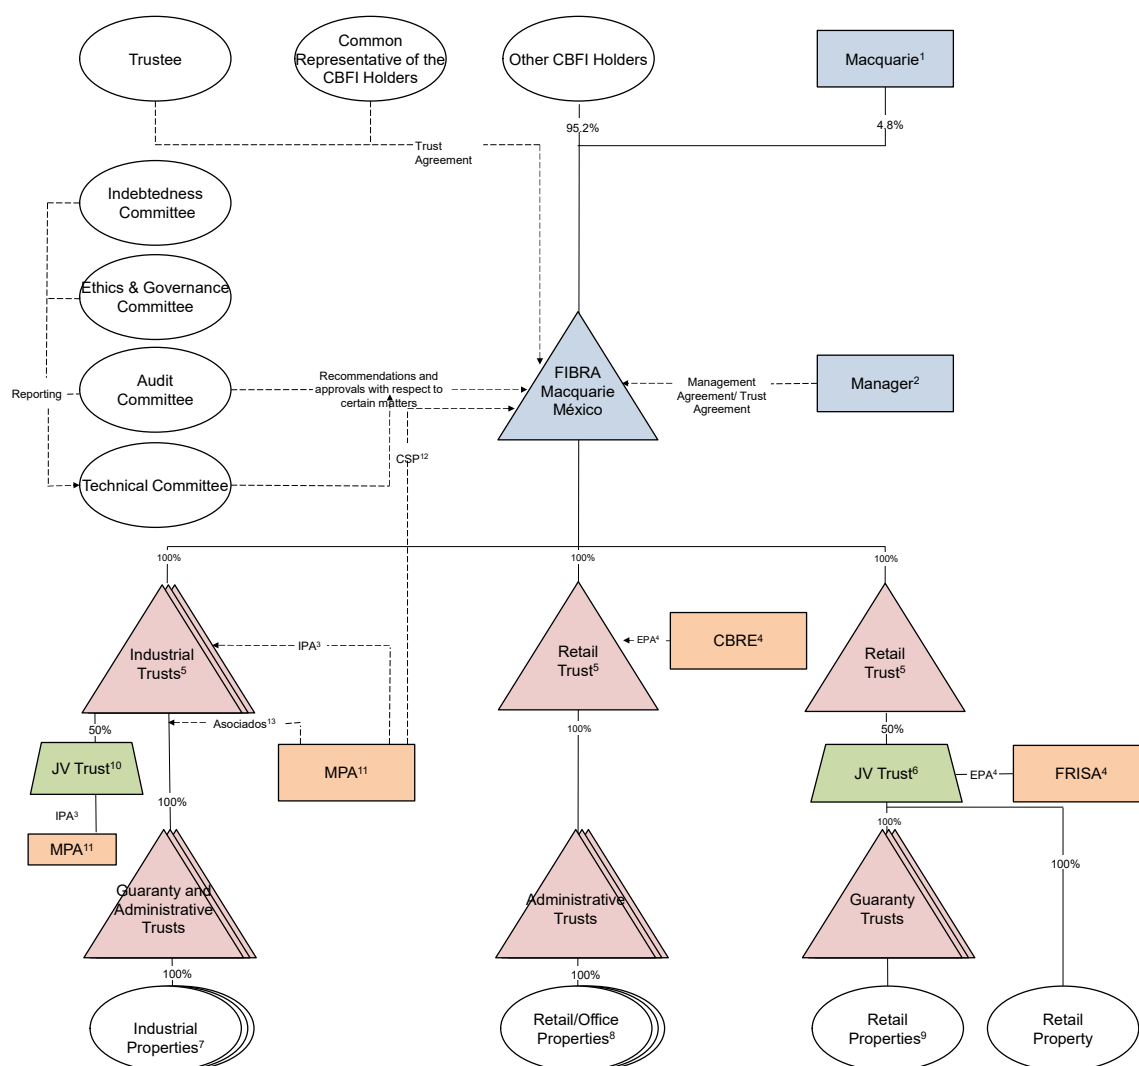 Trustee
Common
Representative of the
CBFI Holders
Other CBFI Holders
Macquarie¹
95.2%
4.8%
Trust
Agreement
Indebtedness
Committee
Ethics & Governance
Committee
Audit
Committee
Reporting
Technical Committee
Recommendations and
approvals with respect to
certain matters
CSP¹²
FIBRA
Macquarie
México
Management
Agreement/ Trust
Agreement
Manager²
100%
100%
100%
Industrial
Trusts⁵
IPA³
Retail
Trust⁵
EPA⁴
CBRE⁴
Retail
Trust⁵
Asociados¹³
50%
100%
50%
JV Trust¹⁰
MPA¹¹
JV Trust⁶
EPA⁴
FRISA⁴
IPA³
100%
MPA¹¹
100%
100%
Guaranty and
Administrative
Trusts
Administrative
Trusts
Guaranty
Trusts
100%
100%
Industrial
Properties⁷
Retail/Office
Properties⁸
Retail
Properties⁹
Retail
Property